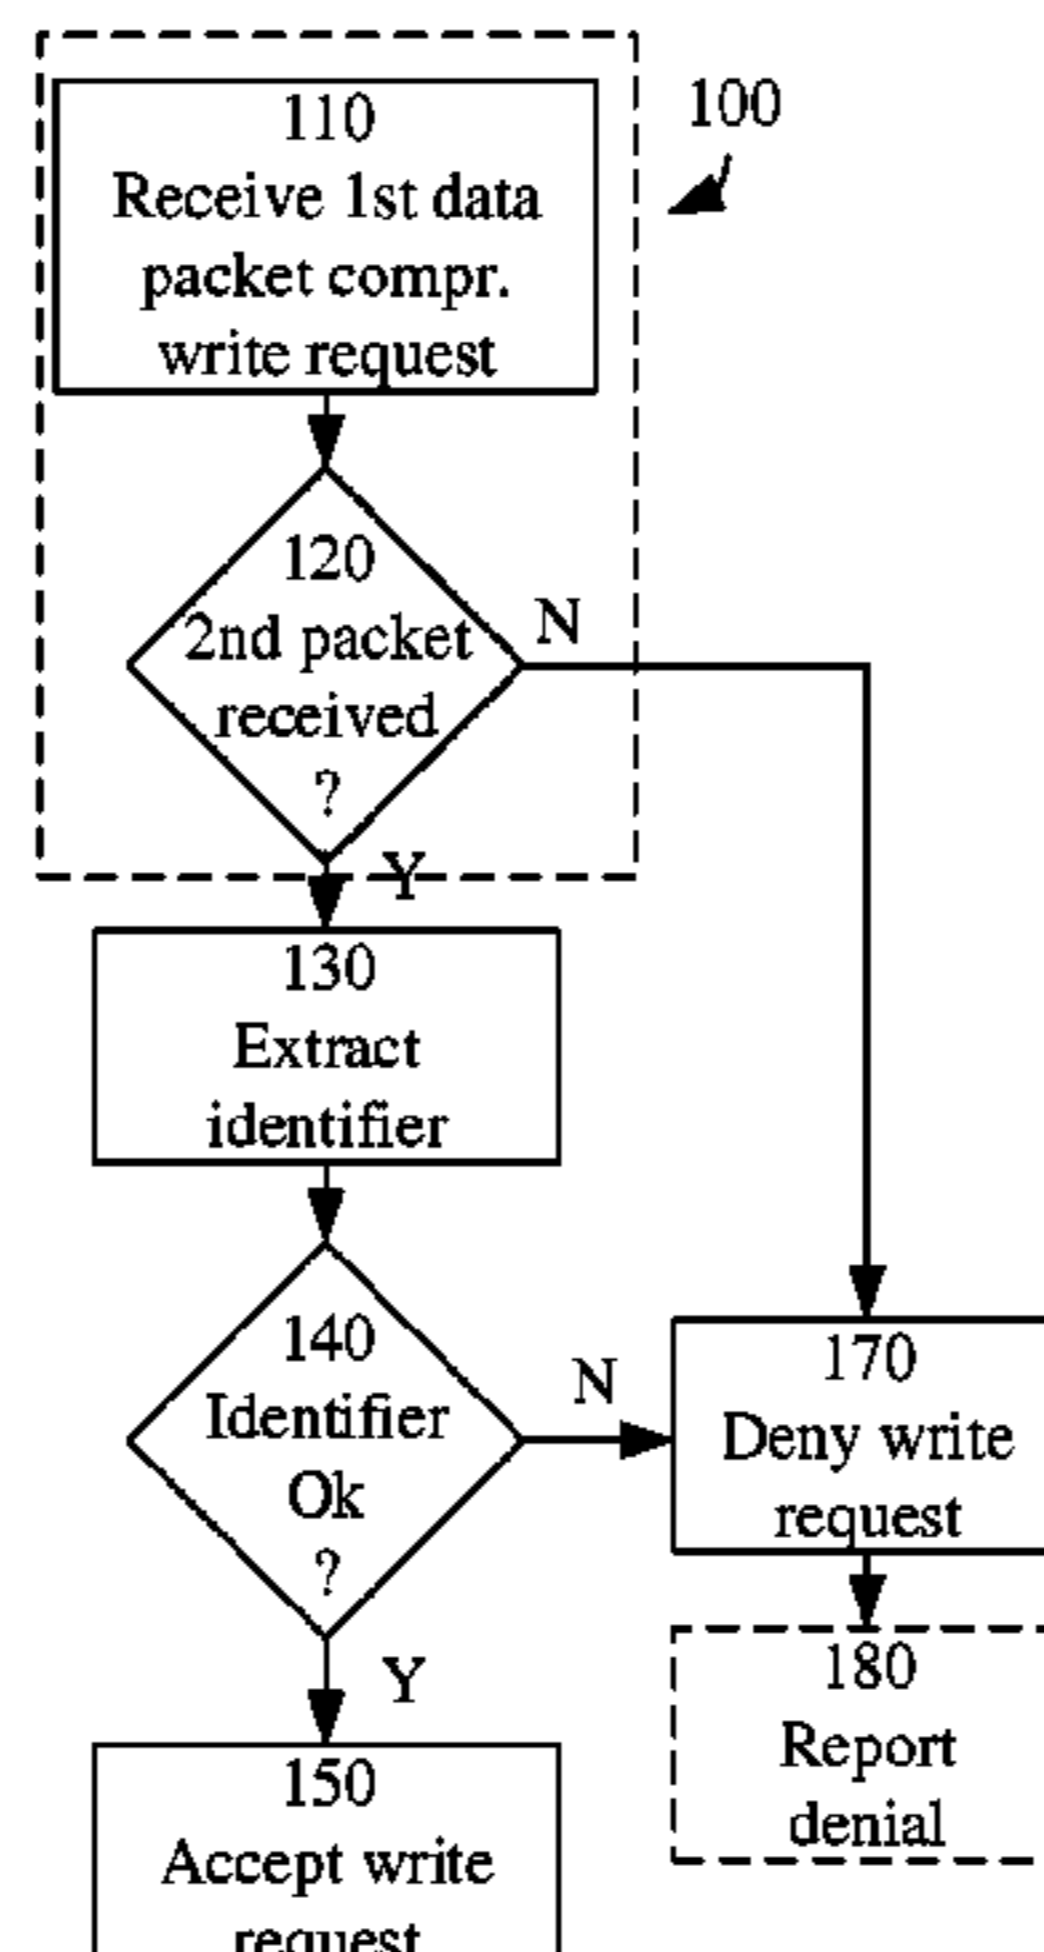 110
Receive 1st data
packet compr.
write request
100
120
2nd packet
received
?
N
Y
130
Extract
identifier
140
Identifier
Ok
?
N
Y
170
Deny write
request
180
Report
denial
150
Accept write
request